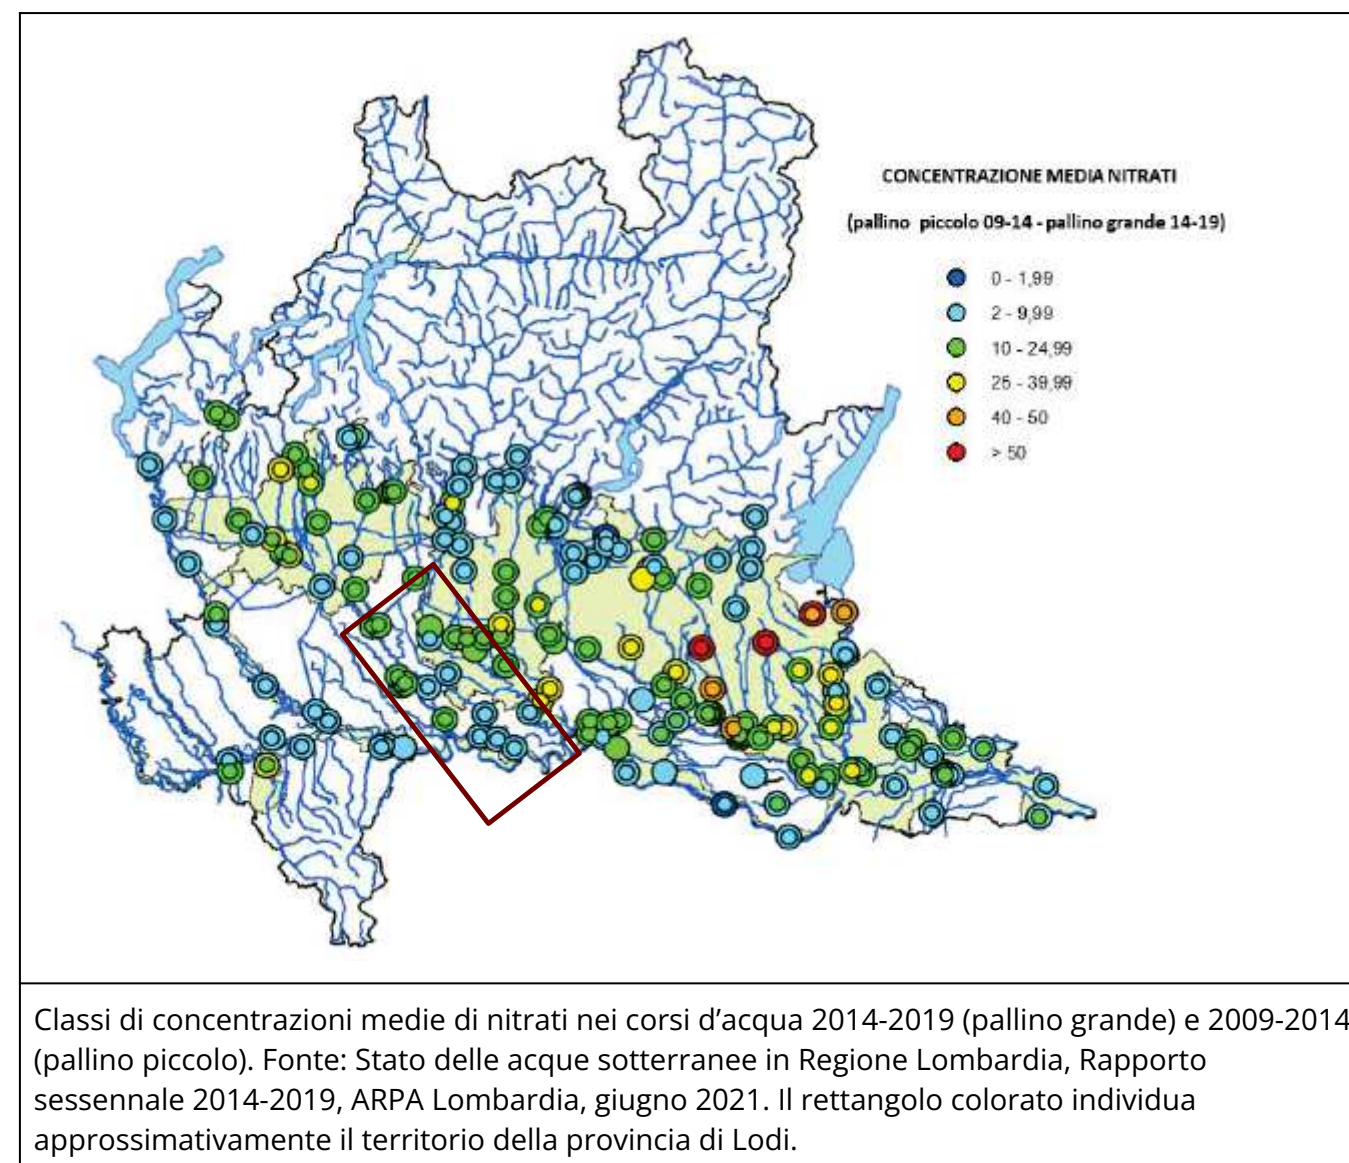 CONCENTRAZIONE MEDIA NITRATI
(pallino piccolo 09-14 - pallino grande 14-19)
0 - 1,99
2 - 9,99
10 - 24,99
25 - 39,99
40 - 50
> 50
Classi di concentrazioni medie di nitrati nei corsi d’acqua 2014-2019 (pallino grande) e 2009-2014
(pallino piccolo). Fonte: Stato delle acque sotterranee in Regione Lombardia, Rapporto
sessennale 2014-2019, ARPA Lombardia, giugno 2021. Il rettangolo colorato individua
approssimativamente il territorio della provincia di Lodi.